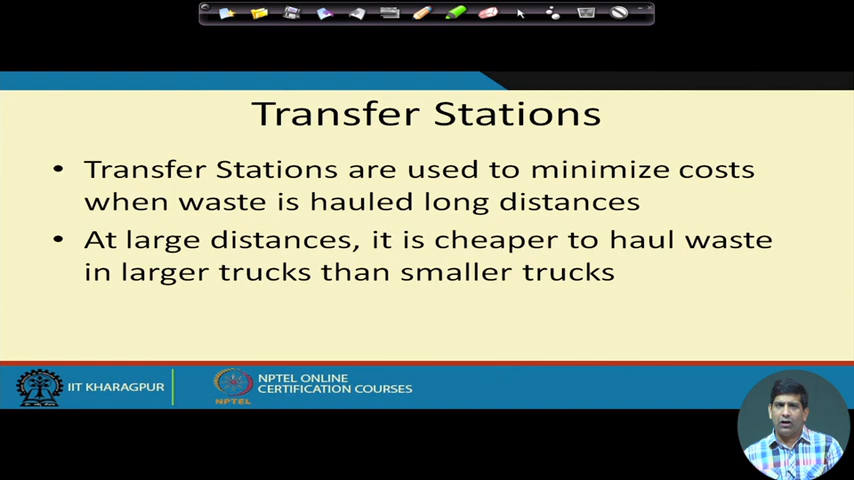 Transfer Stations
• Transfer Stations are used to minimize costs
when waste is hauled long distances
• At large distances, it is cheaper to haul waste
in larger trucks than smaller trucks
IIT KHARAGPUR
NPTEL
NPTEL ONLINE
CERTIFICATION COURSES